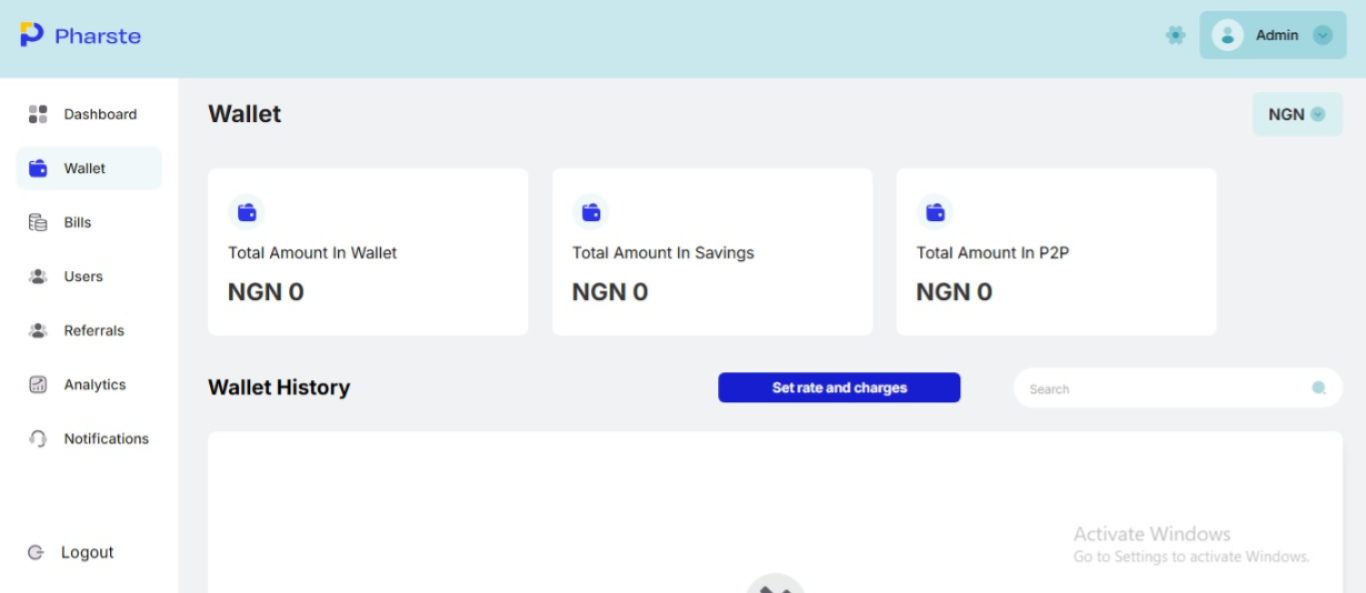 Pharste
Admin
Dashboard
Wallet
Bills
Users
Referrals
Analytics
Notifications
Logout
Wallet
NGN
Total Amount In Wallet
NGN 0
Total Amount In Savings
NGN 0
Total Amount In P2P
NGN 0
Wallet History
Set rate and charges
Search
Activate Windows
Go to Settings to activate Windows.